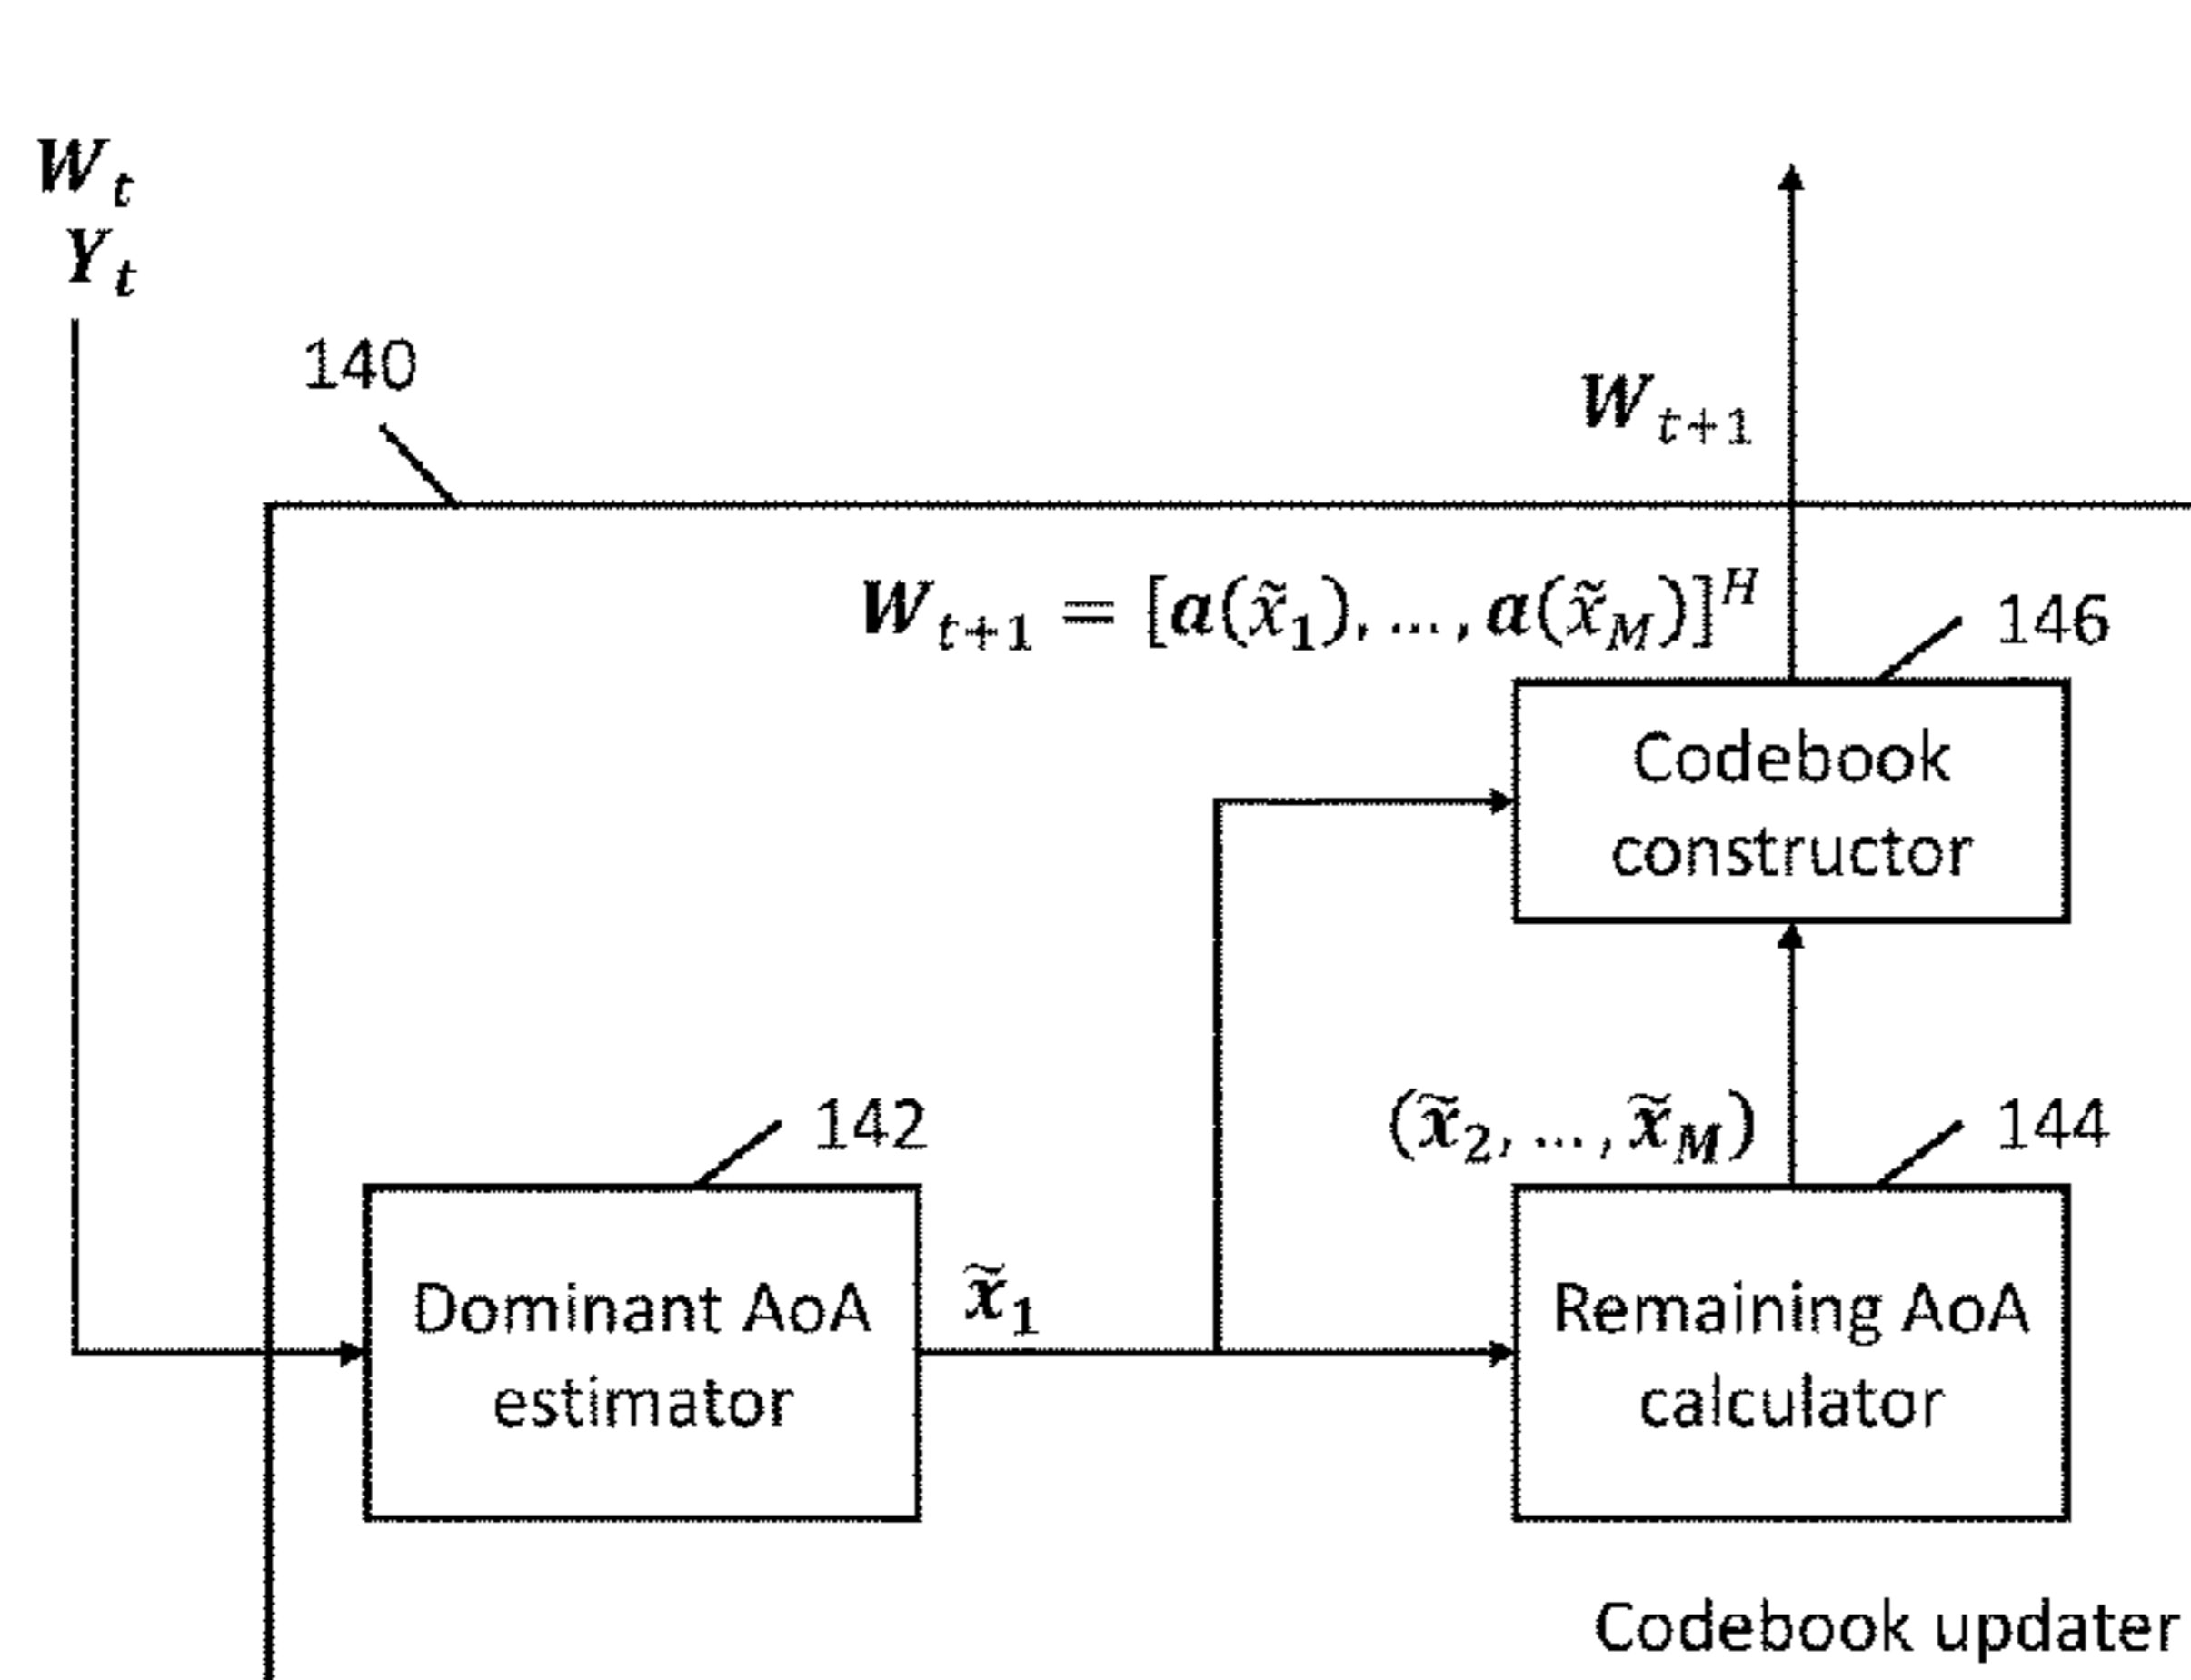 W_t
Y_t
140
W_{t+1}
W_{t+1} = [a(x̃_1), ..., a(x̃_M)]^H
146
Codebook
constructor
142
(x̃_2, ..., x̃_M)
144
Dominant AoA
estimator
x̃_1
Remaining AoA
calculator
Codebook updater